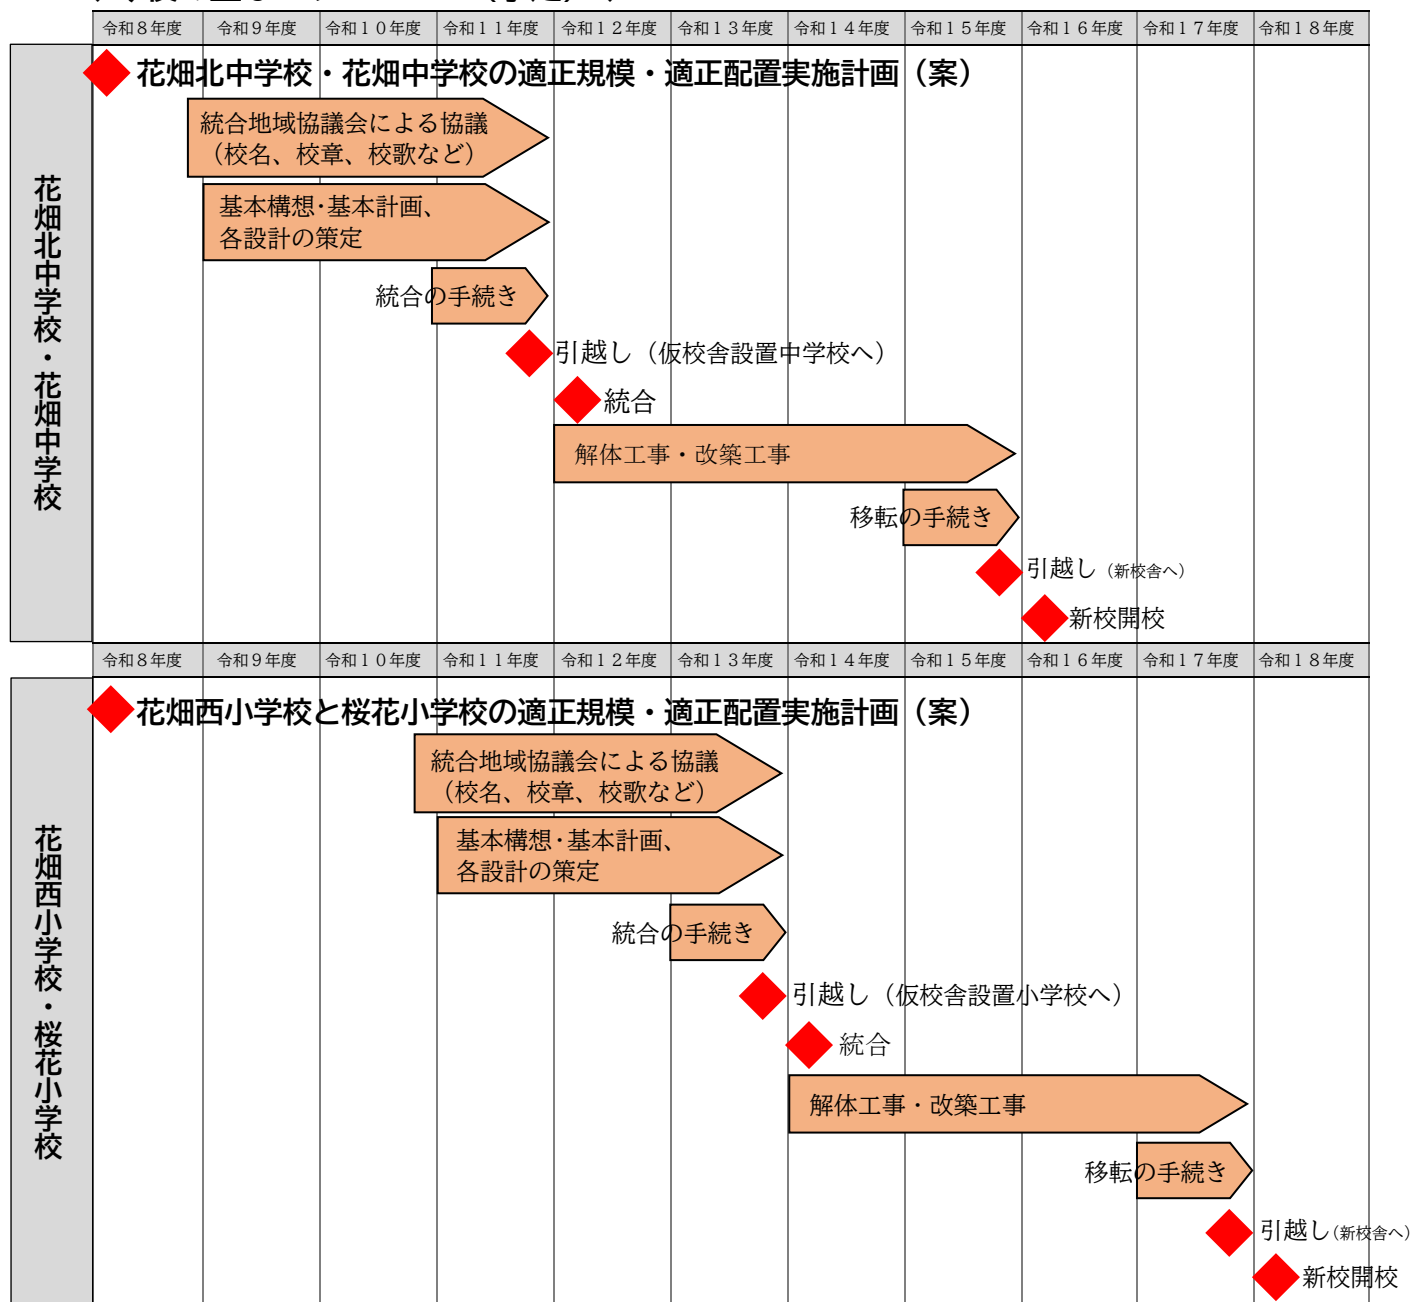 令和８年度 令和９年度 令和１０年度 令和１１年度 令和１２年度 令和１３年度 令和１４年度 令和１５年度 令和１６年度 令和１７年度 令和１８年度
花畑北中学校・花畑中学校
花畑北中学校・花畑中学校の適正規模・適正配置実施計画（案）
統合地域協議会による協議
（校名、校章、校歌など）
基本構想･基本計画、
各設計の策定
統合の手続き
引越し（仮校舎設置中学校へ）
統合
解体工事・改築工事
移転の手続き
引越し（新校舎へ）
新校開校
令和８年度 令和９年度 令和１０年度 令和１１年度 令和１２年度 令和１３年度 令和１４年度 令和１５年度 令和１６年度 令和１７年度 令和１８年度
花畑西小学校・桜花小学校
花畑西小学校と桜花小学校の適正規模・適正配置実施計画（案）
統合地域協議会による協議
（校名、校章、校歌など）
基本構想･基本計画、
各設計の策定
統合の手続き
引越し（仮校舎設置小学校へ）
統合
解体工事・改築工事
移転の手続き
引越し（新校舎へ）
新校開校